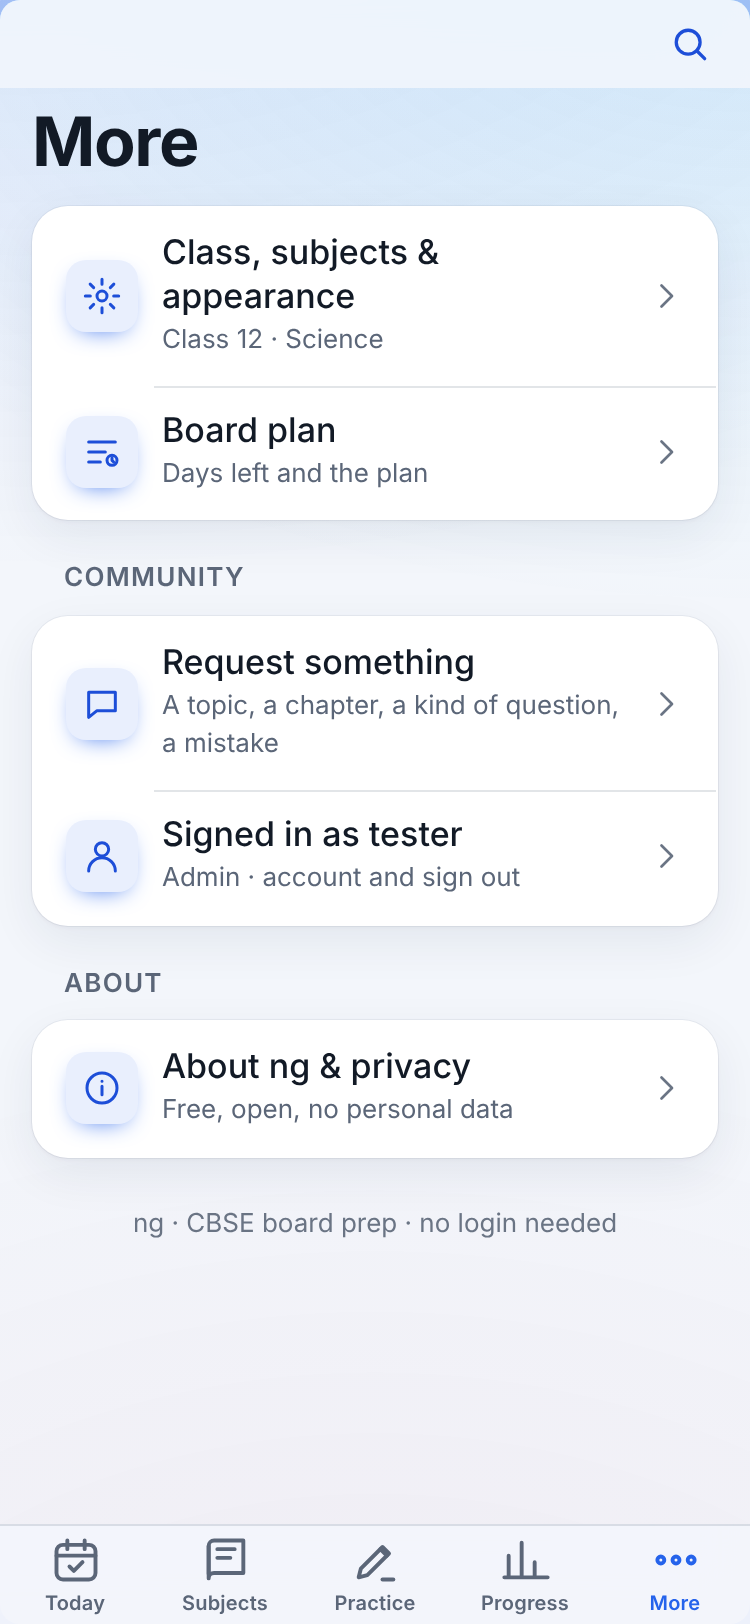 More
Class, subjects &
appearance
Class 12 · Science
Board plan
Days left and the plan
COMMUNITY
Request something
A topic, a chapter, a kind of question,
a mistake
Signed in as tester
Admin · account and sign out
ABOUT
About ng & privacy
Free, open, no personal data
ng · CBSE board prep · no login needed
Today
Subjects
Practice
Progress
More